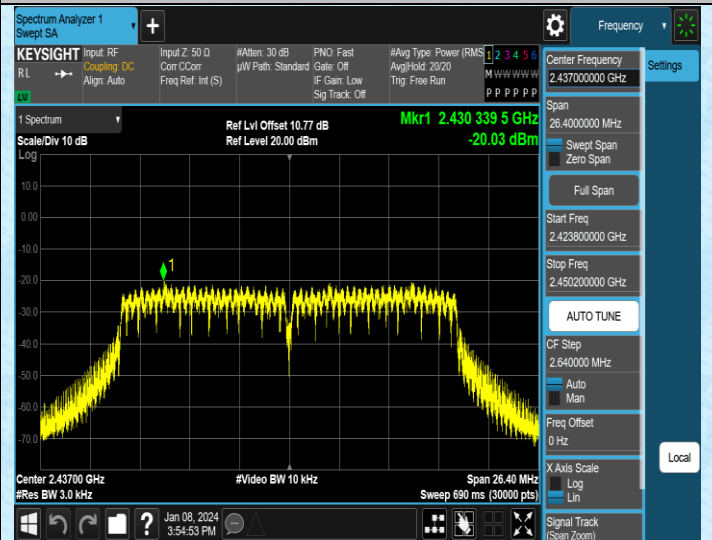 Spectrum Analyzer 1
Swept SA
+
Frequency
KEYSIGHT
RL
LXI
Input: RF
Coupling: DC
Align: Auto
Input Z: 50 Ω
Corr CCorr
Freq Ref: Int (S)
#Atten: 30 dB
µW Path: Standard
PNO: Fast
Gate: Off
IF Gain: Low
Sig Track: Off
#Avg Type: Power (RMS
Avg|Hold: 20/20
Trig: Free Run
1 2 3 4 5 6
M W W W W W
P P P P P P
1 Spectrum
Scale/Div 10 dB
Log
Ref Lvl Offset 10.77 dB
Ref Level 20.00 dBm
Mkr1 2.430 339 5 GHz
-20.03 dBm
10.0
0.00
-10.0
-20.0
-30.0
-40.0
-50.0
-60.0
-70.0
1
Center 2.43700 GHz
#Res BW 3.0 kHz
#Video BW 10 kHz
Span 26.40 MHz
Sweep 690 ms (30000 pts)
Center Frequency
2.437000000 GHz
Settings
Span
26.4000000 MHz
Swept Span
Zero Span
Full Span
Start Freq
2.423800000 GHz
Stop Freq
2.450200000 GHz
AUTO TUNE
CF Step
2.640000 MHz
Auto
Man
Freq Offset
0 Hz
X Axis Scale
Log
Lin
Local
Signal Track
(Span Zoom)
?
Jan 08, 2024
3:54:53 PM